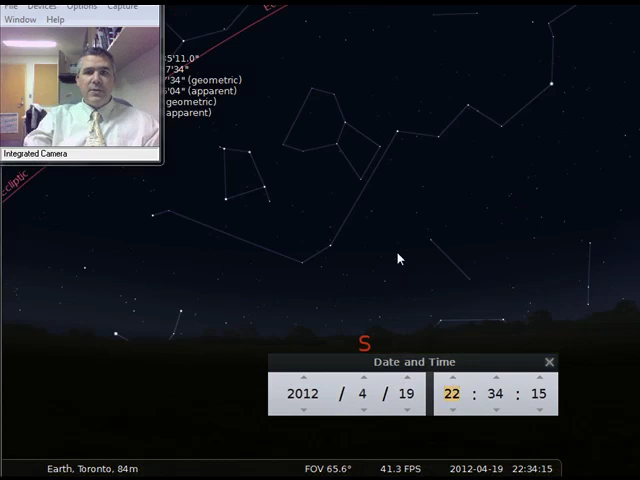 File Devices Options Capture
Window Help
Ecliptic
5'11.0"
7'34"
'34" (geometric)
6'04" (apparent)
geometric)
apparent)
Integrated Camera
Ecliptic
S
Date and Time
2012 / 4 / 19 22 : 34 : 15
Earth, Toronto, 84m FOV 65.6° 41.3 FPS 2012-04-19 22:34:15